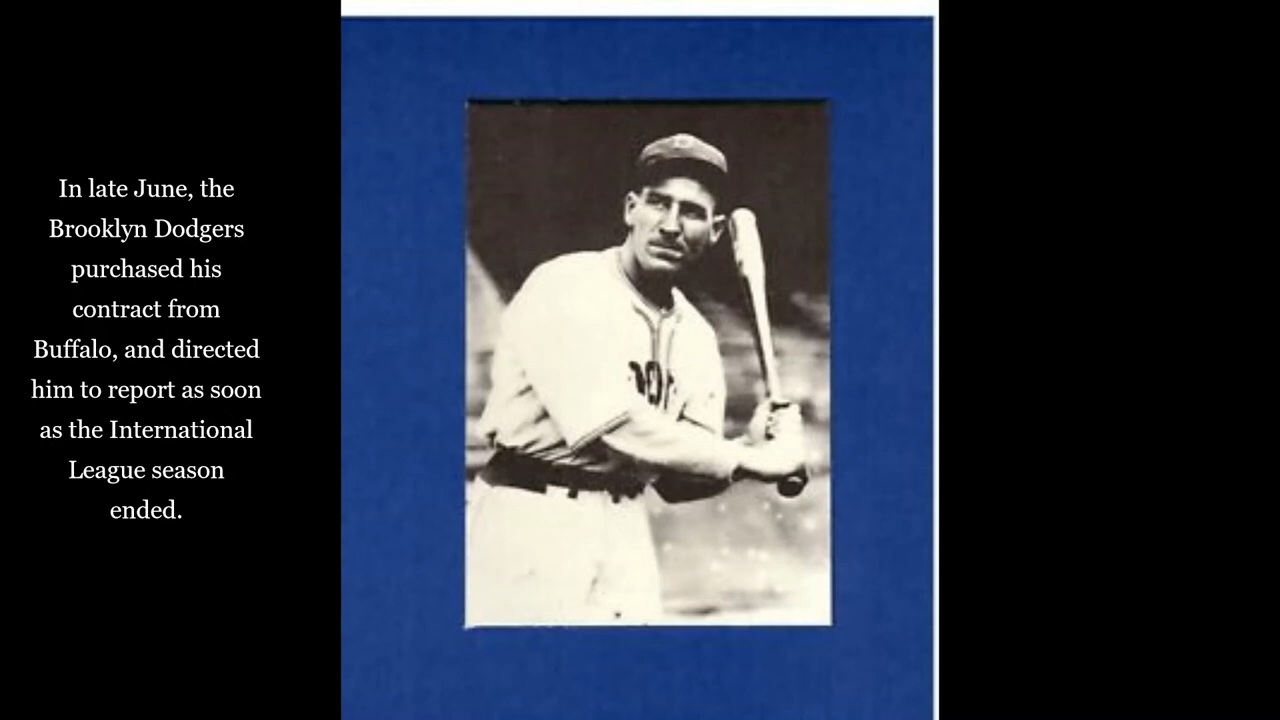 In late June, the
Brooklyn Dodgers
purchased his
contract from
Buffalo, and directed
him to report as soon
as the International
League season
ended.